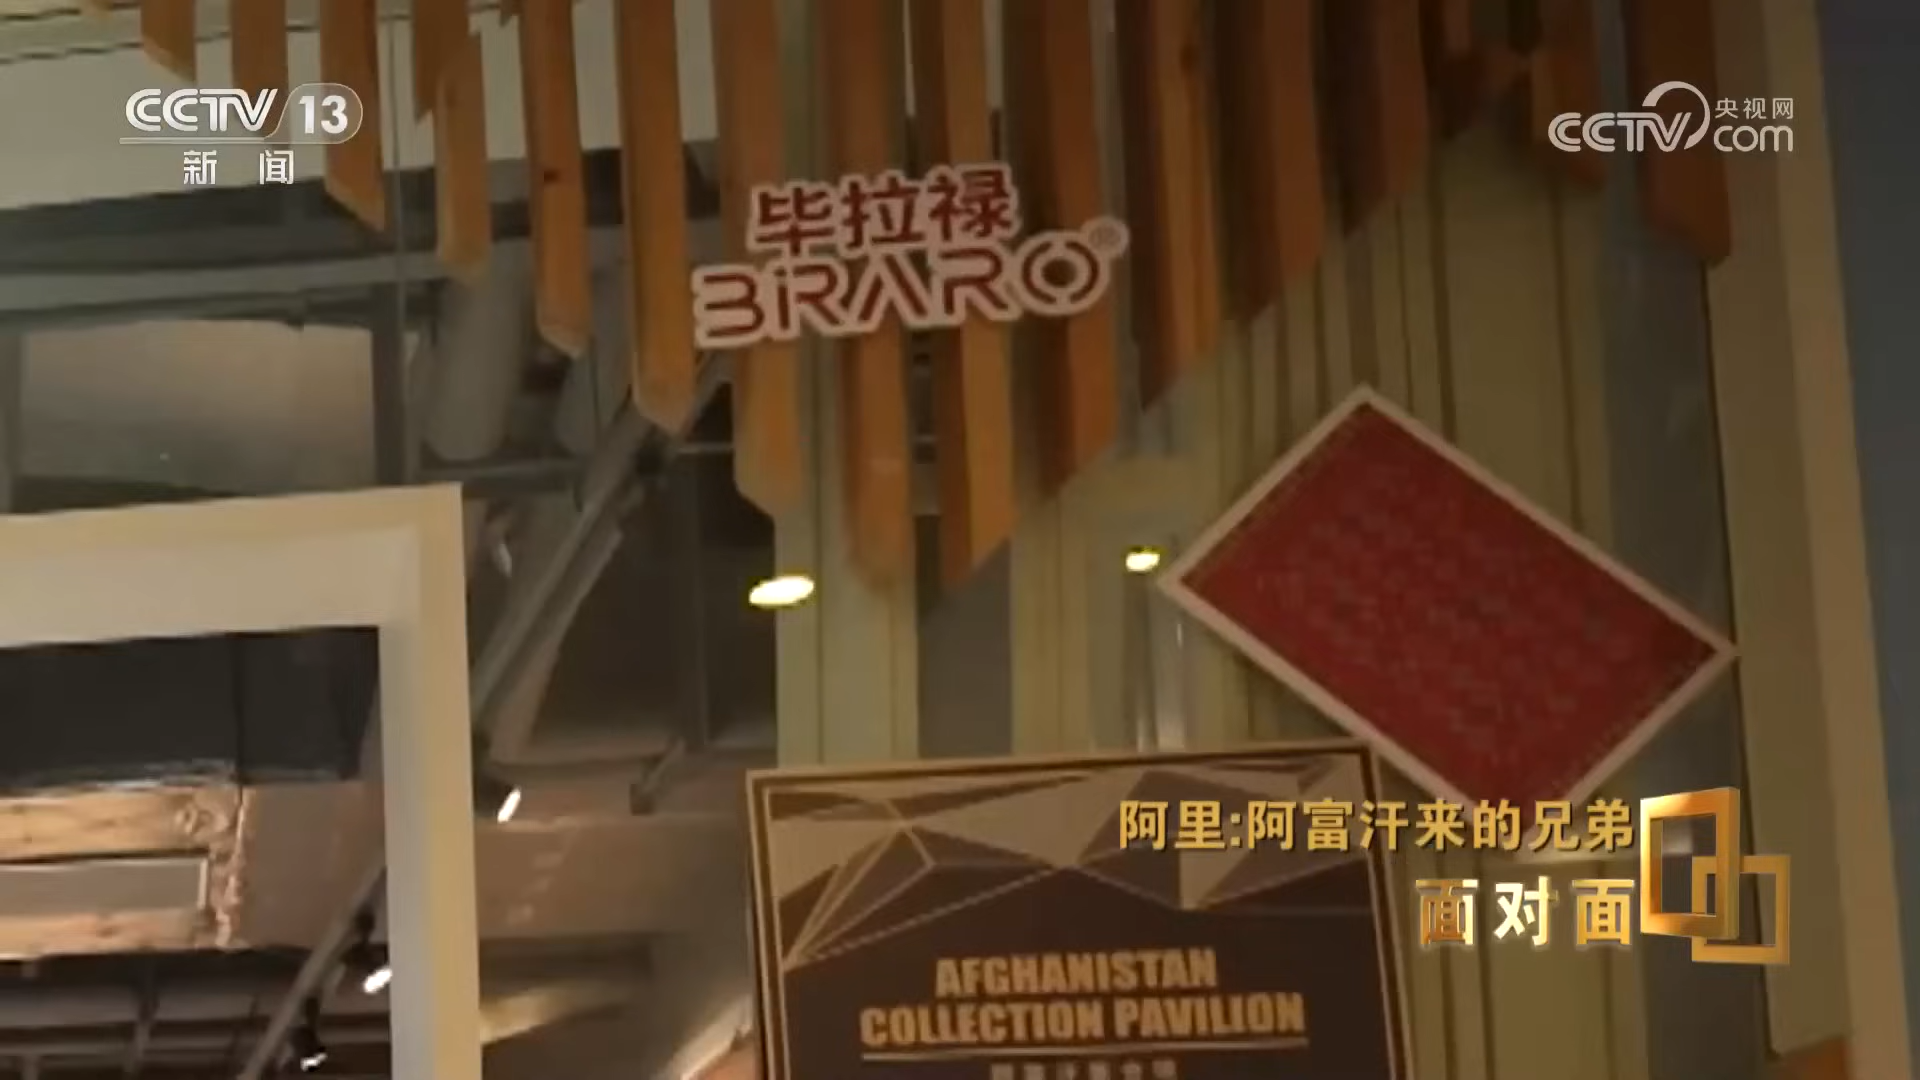 CCTV 13
新闻
央视网
CCTV com
毕拉禄
BiRARO®
阿里:阿富汗来的兄弟
面对面
AFGHANISTAN
COLLECTION PAVILION